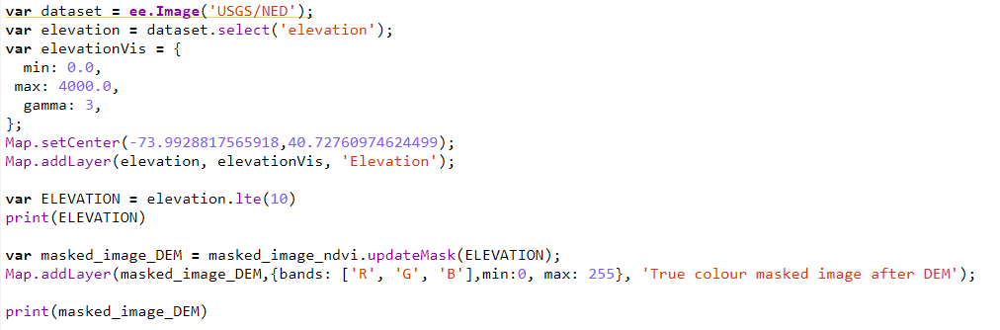 var dataset = ee.Image('USGS/NED');
var elevation = dataset.select('elevation');
var elevationVis = {
  min: 0.0,
 max: 4000.0,
  gamma: 3,
};
Map.setCenter(-73.9928817565918,40.72760974624499);
Map.addLayer(elevation, elevationVis, 'Elevation');

var ELEVATION = elevation.lte(10)
print(ELEVATION)

var masked_image_DEM = masked_image_ndvi.updateMask(ELEVATION);
Map.addLayer(masked_image_DEM,{bands: ['R', 'G', 'B'],min:0, max: 255}, 'True colour masked image after DEM');

print(masked_image_DEM)